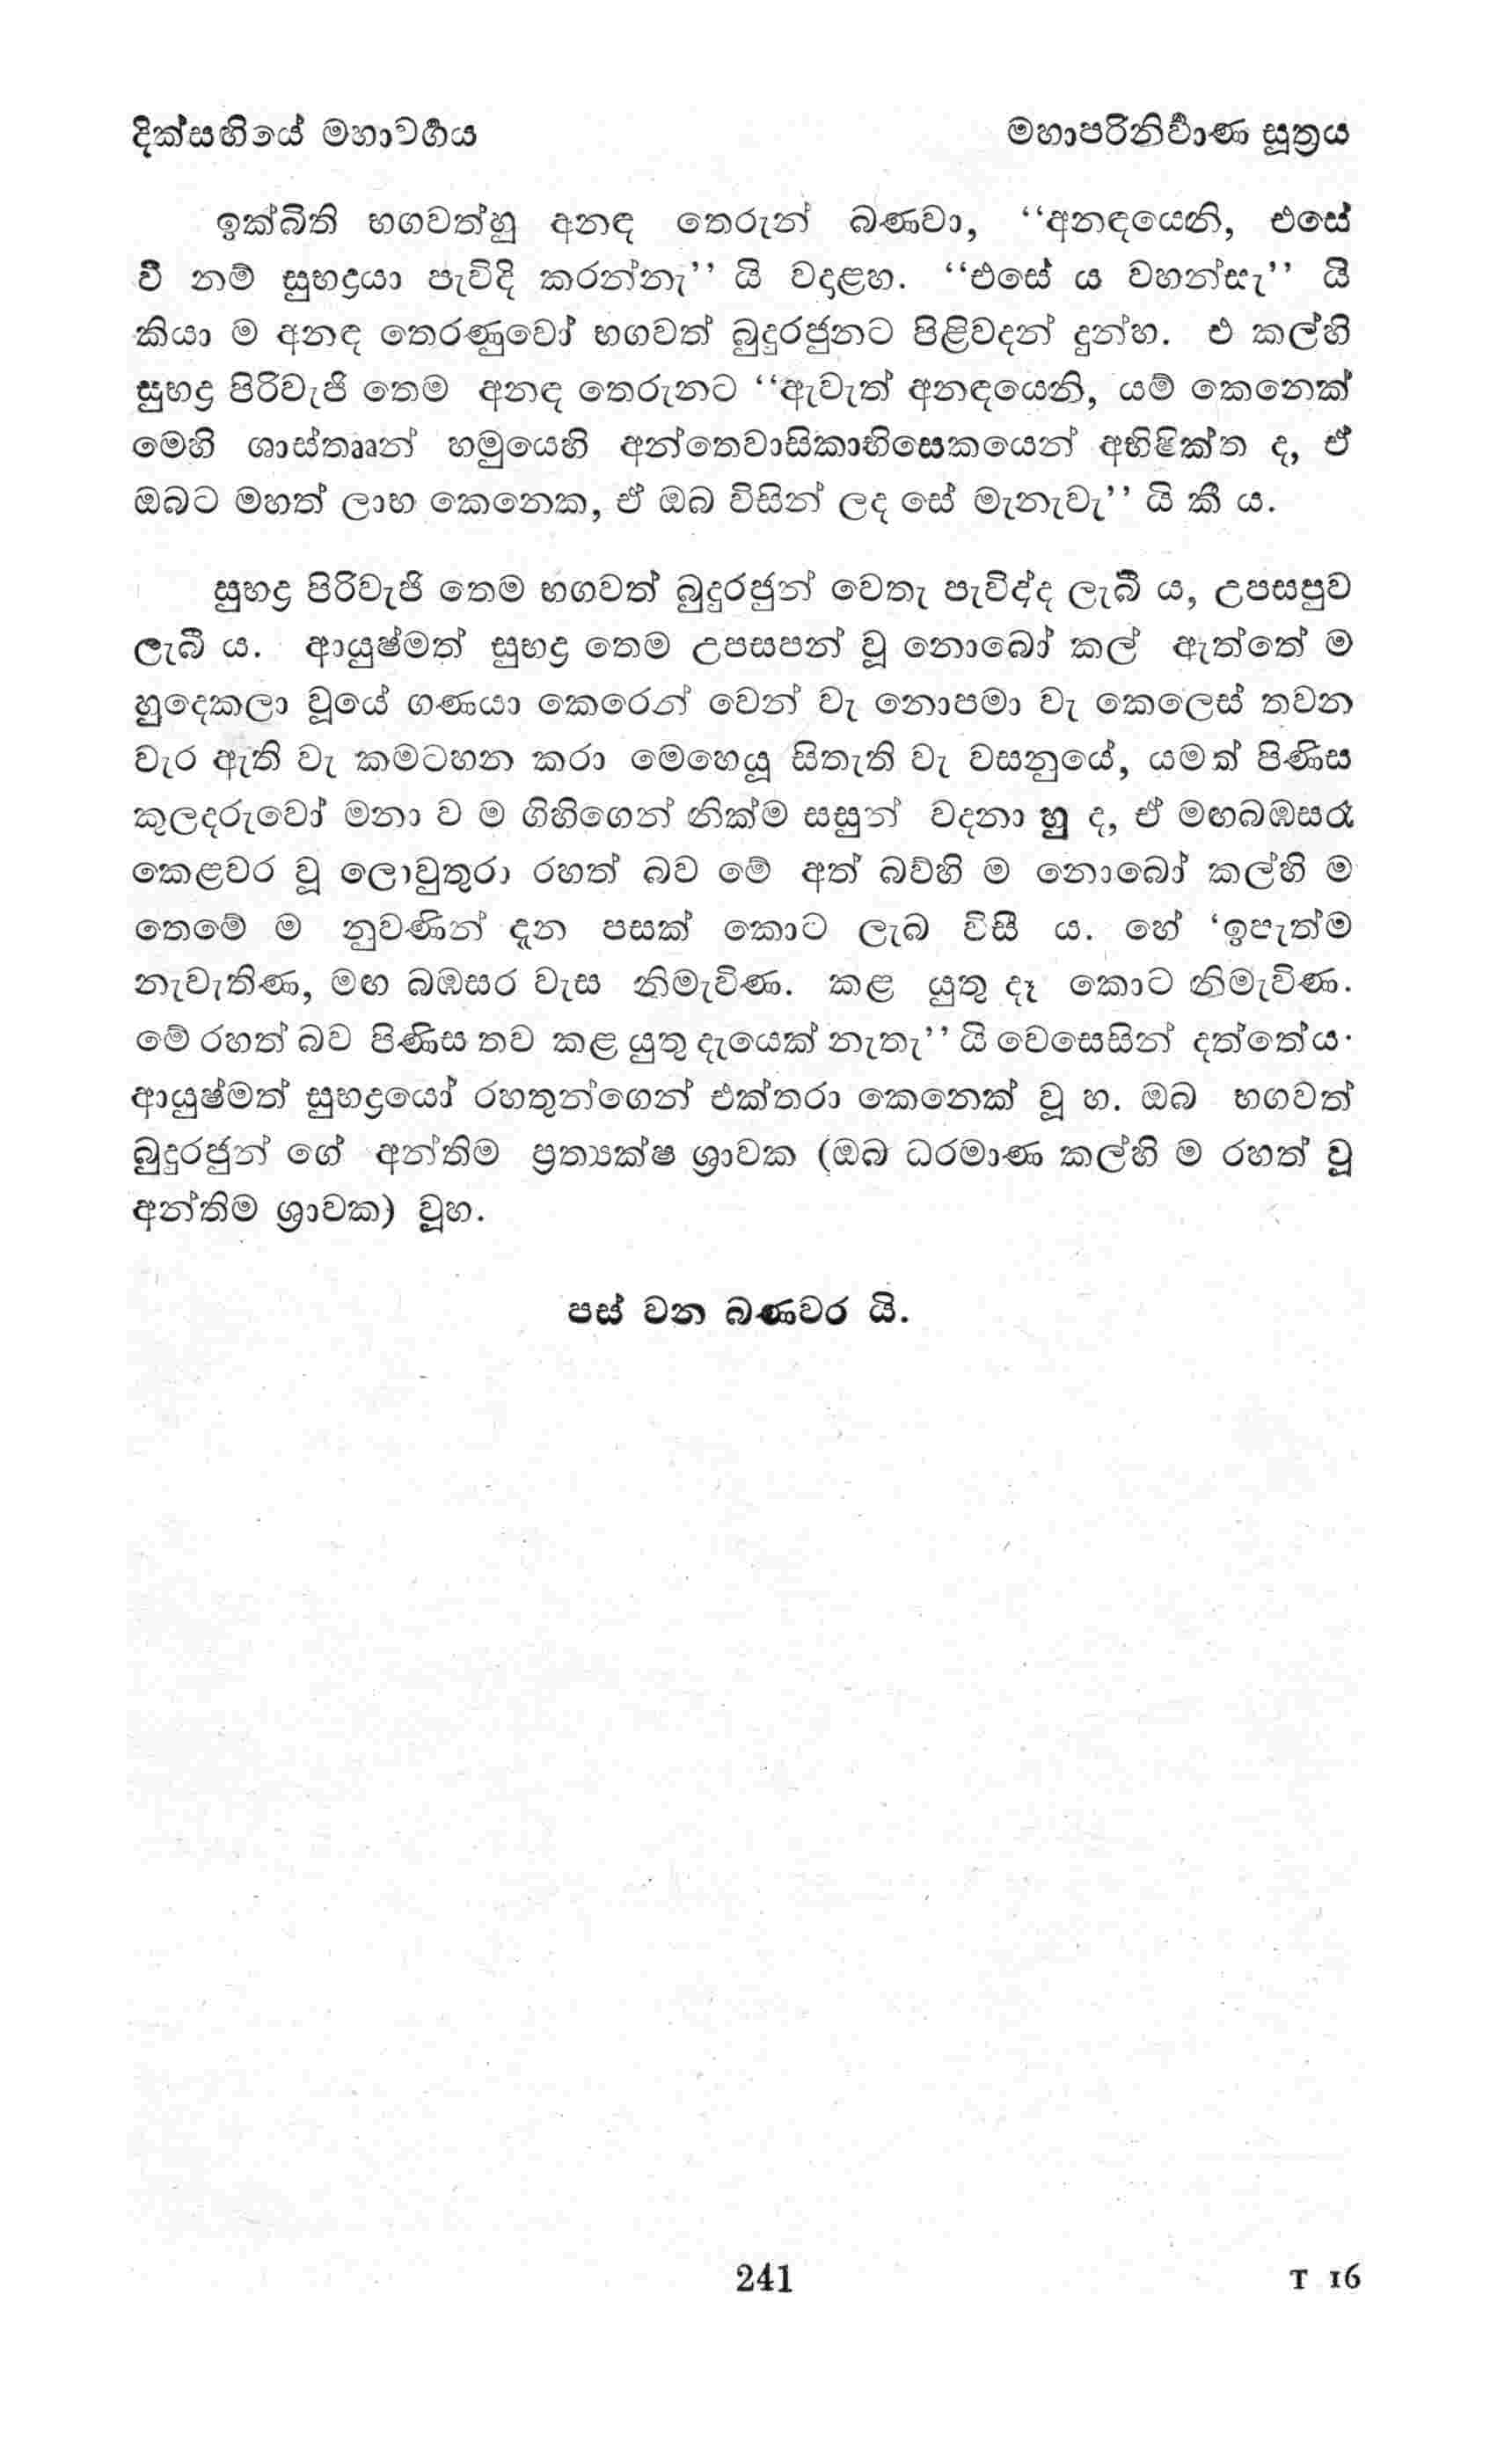 දික්සඟියේ මහාවර්‍ගය
මහාපරිනිර්‍වාණ සූත්‍රය
ඉක්බිති භගවත්හු අනඳ තෙරුන් බණවා, “අනඳයෙනි, එසේ
වී නම් සුභද්‍රයා පැවිදි කරන්නැ” යි වදාළහ. “එසේ ය වහන්සැ” යි
කියා ම අනඳ තෙරණුවෝ භගවත් බුදුරජුනට පිළිවදන් දුන්හ. එ කල්හි
සුභද්‍ර පිරිවැජි තෙම අනඳ තෙරුනට “ඇවැත් අනඳයෙනි, යම් කෙනෙක්
මෙහි ශාස්තෲන් හමුයෙහි අන්තෙවාසිකාභිසෙකයෙන් අභිෂික්ත ද, ඒ
ඔබට මහත් ලාභ කෙනෙක, ඒ ඔබ විසින් ලද සේ මැනැවැ” යි කී ය.
සුභද්‍ර පිරිවැජි තෙම භගවත් බුදුරජුන් වෙතැ පැවිද්ද ලැබී ය, උපසපුව
ලැබී ය. ආයුෂ්මත් සුභද්‍ර තෙම උපසපන් වූ නොබෝ කල් ඇත්තේ ම
හුදෙකලා වූයේ ගණයා කෙරෙන් වෙන් වැ නොපමා වැ කෙලෙස් තවන
වැර ඇති වැ කමටහන කරා මෙහෙයූ සිතැති වැ වසනුයේ, යමක් පිණිස
කුලදරුවෝ මනා ව ම ගිහිගෙන් නික්ම සසුන් වදනා හු ද, ඒ මඟබඹසරෑ
කෙළවර වූ ලොවුතුරා රහත් බව මේ අත් බව්හි ම නොබෝ කල්හි ම
තෙමේ ම නුවණින් දැන පසක් කොට ලැබ විසී ය. හේ ‘ඉපැත්ම
නැවැතිණ, මඟ බඹසර වැස නිමැවිණ. කළ යුතු දෑ කොට නිමැවිණ.
මේ රහත් බව පිණිස තව කළ යුතු දැයෙක් නැතැ” යි වෙසෙසින් දත්තේය.
ආයුෂ්මත් සුභද්‍රයෝ රහතුන්ගෙන් එක්තරා කෙනෙක් වූ හ. ඔබ භගවත්
බුදුරජුන් ගේ අන්තිම ප්‍රත්‍යක්ෂ ශ්‍රාවක (ඔබ ධරමාණ කල්හි ම රහත් වූ
අන්තිම ශ්‍රාවක) වූහ.
පස් වන බණවර යි.
241
T 16